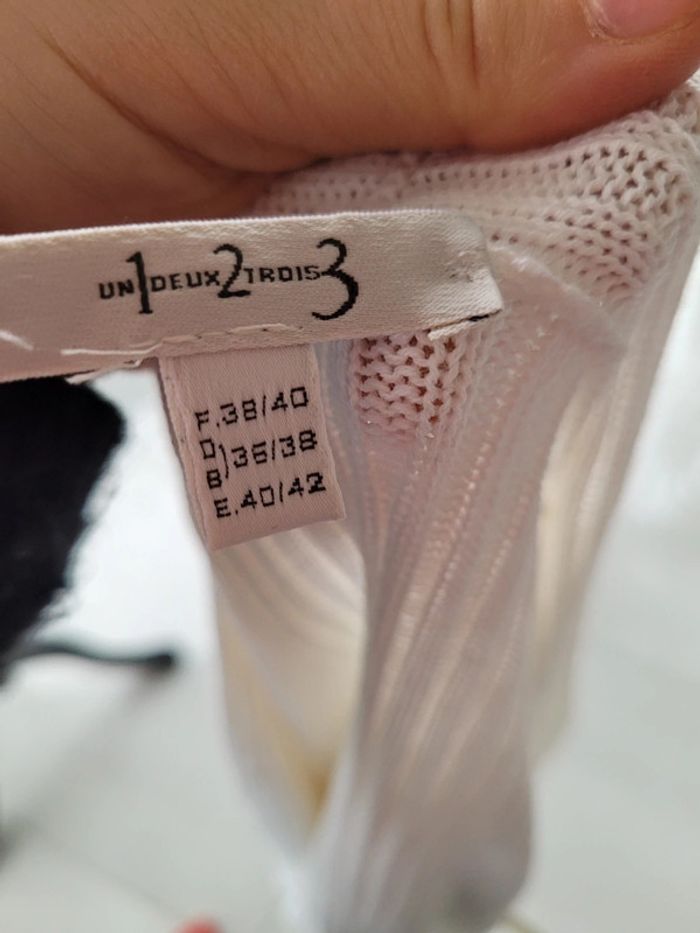 UN1DEUX2TROIS3
F.38/40
D
B)36/38
E.40/42